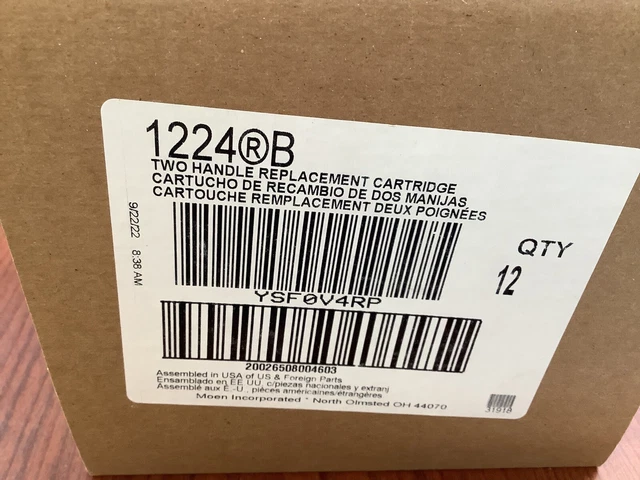 1224®B
TWO HANDLE REPLACEMENT CARTRIDGE
CARTUCHO DE RECAMBIO DE DOS MANIJAS
CARTOUCHE REMPLACEMENT DEUX POIGNÉES
9/22/22 8:38 AM
QTY
12
YSF0V4RP
20026508004603
Assembled in USA of US & Foreign Parts
Ensamblado en EE.UU. c/piezas nacionales y extranj
Assemblé aux É.-U., pièces américaines/étrangères
Moen Incorporated * North Olmsted OH 44070
31918